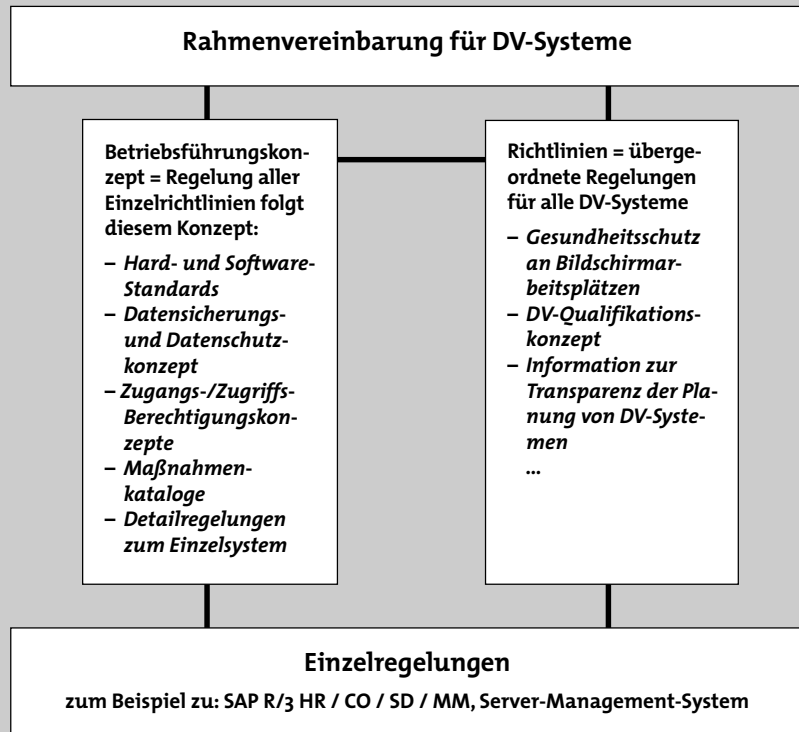 Rahmenvereinbarung für DV-Systeme
Betriebsführungskon-
zept = Regelung aller
Einzelrichtlinien folgt
diesem Konzept:
– Hard- und Software-
Standards
– Datensicherungs-
und Datenschutz-
konzept
– Zugangs-/Zugriffs-
Berechtigungskon-
zepte
– Maßnahmen-
kataloge
– Detailregelungen
zum Einzelsystem
Richtlinien = überge-
ordnete Regelungen
für alle DV-Systeme
– Gesundheitsschutz
an Bildschirmar-
beitsplätzen
– DV-Qualifikations-
konzept
– Information zur
Transparenz der Pla-
nung von DV-Syste-
men
...
Einzelregelungen
zum Beispiel zu: SAP R/3 HR / CO / SD / MM, Server-Management-System